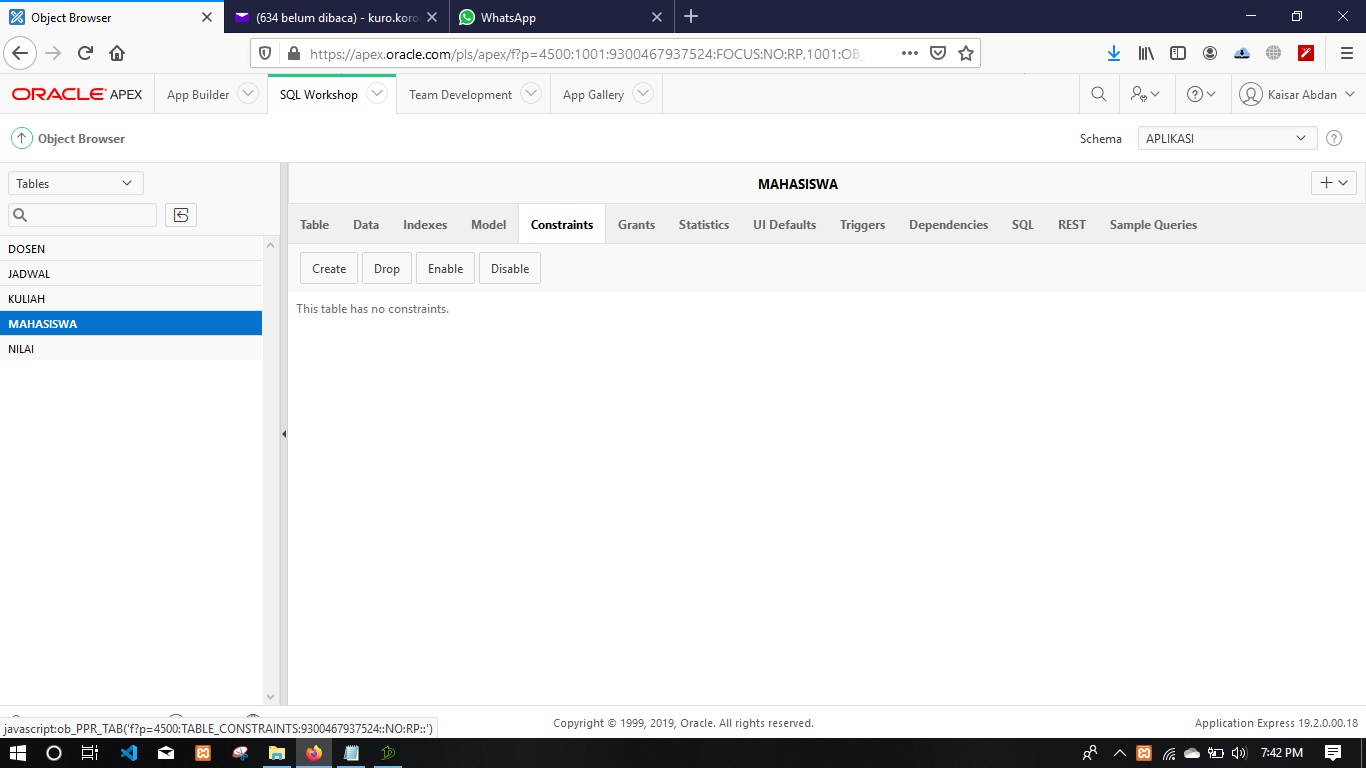 Object Browser
(634 belum dibaca) - kuro.koro
WhatsApp
https://apex.oracle.com/pls/apex/f?p=4500:1001:9300467937524:FOCUS:NO:RP,1001:OB_
ORACLE APEX
App Builder
SQL Workshop
Team Development
App Gallery
Kaisar Abdan
Object Browser
Schema
APLIKASI
Tables
MAHASISWA
Table Data Indexes Model Constraints Grants Statistics UI Defaults Triggers Dependencies SQL REST Sample Queries
DOSEN
JADWAL
KULIAH
MAHASISWA
NILAI
Create Drop Enable Disable
This table has no constraints.
javascript:ob_PPR_TAB('f?p=4500:TABLE_CONSTRAINTS:9300467937524::NO:RP::')
Copyright © 1999, 2019, Oracle. All rights reserved.
Application Express 19.2.0.00.18
7:42 PM